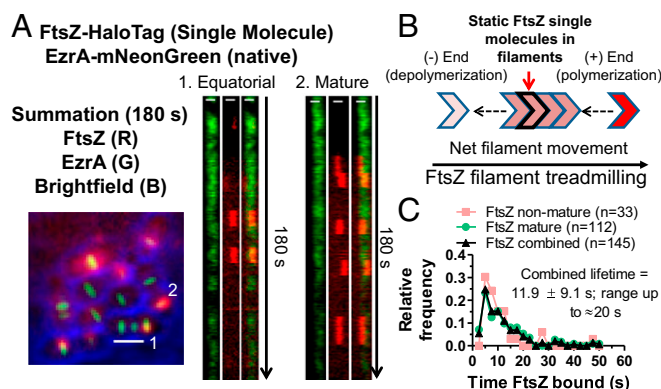 A
FtsZ-HaloTag (Single Molecule)
EzrA-mNeonGreen (native)
1. Equatorial
2. Mature
Summation (180 s)
FtsZ (R)
EzrA (G)
Brightfield (B)
180 s
180 s
2
1
B
Static FtsZ single
molecules in
filaments
(-) End
(depolymerization)
(+) End
(polymerization)
Net filament movement
FtsZ filament treadmilling
C
FtsZ non-mature (n=33)
FtsZ mature (n=112)
FtsZ combined (n=145)
Relative
frequency
0.4
0.3
0.2
0.1
0.0
Combined lifetime =
11.9 ± 9.1 s; range up
to ≈20 s
0 10 20 30 40 50 60
Time FtsZ bound (s)